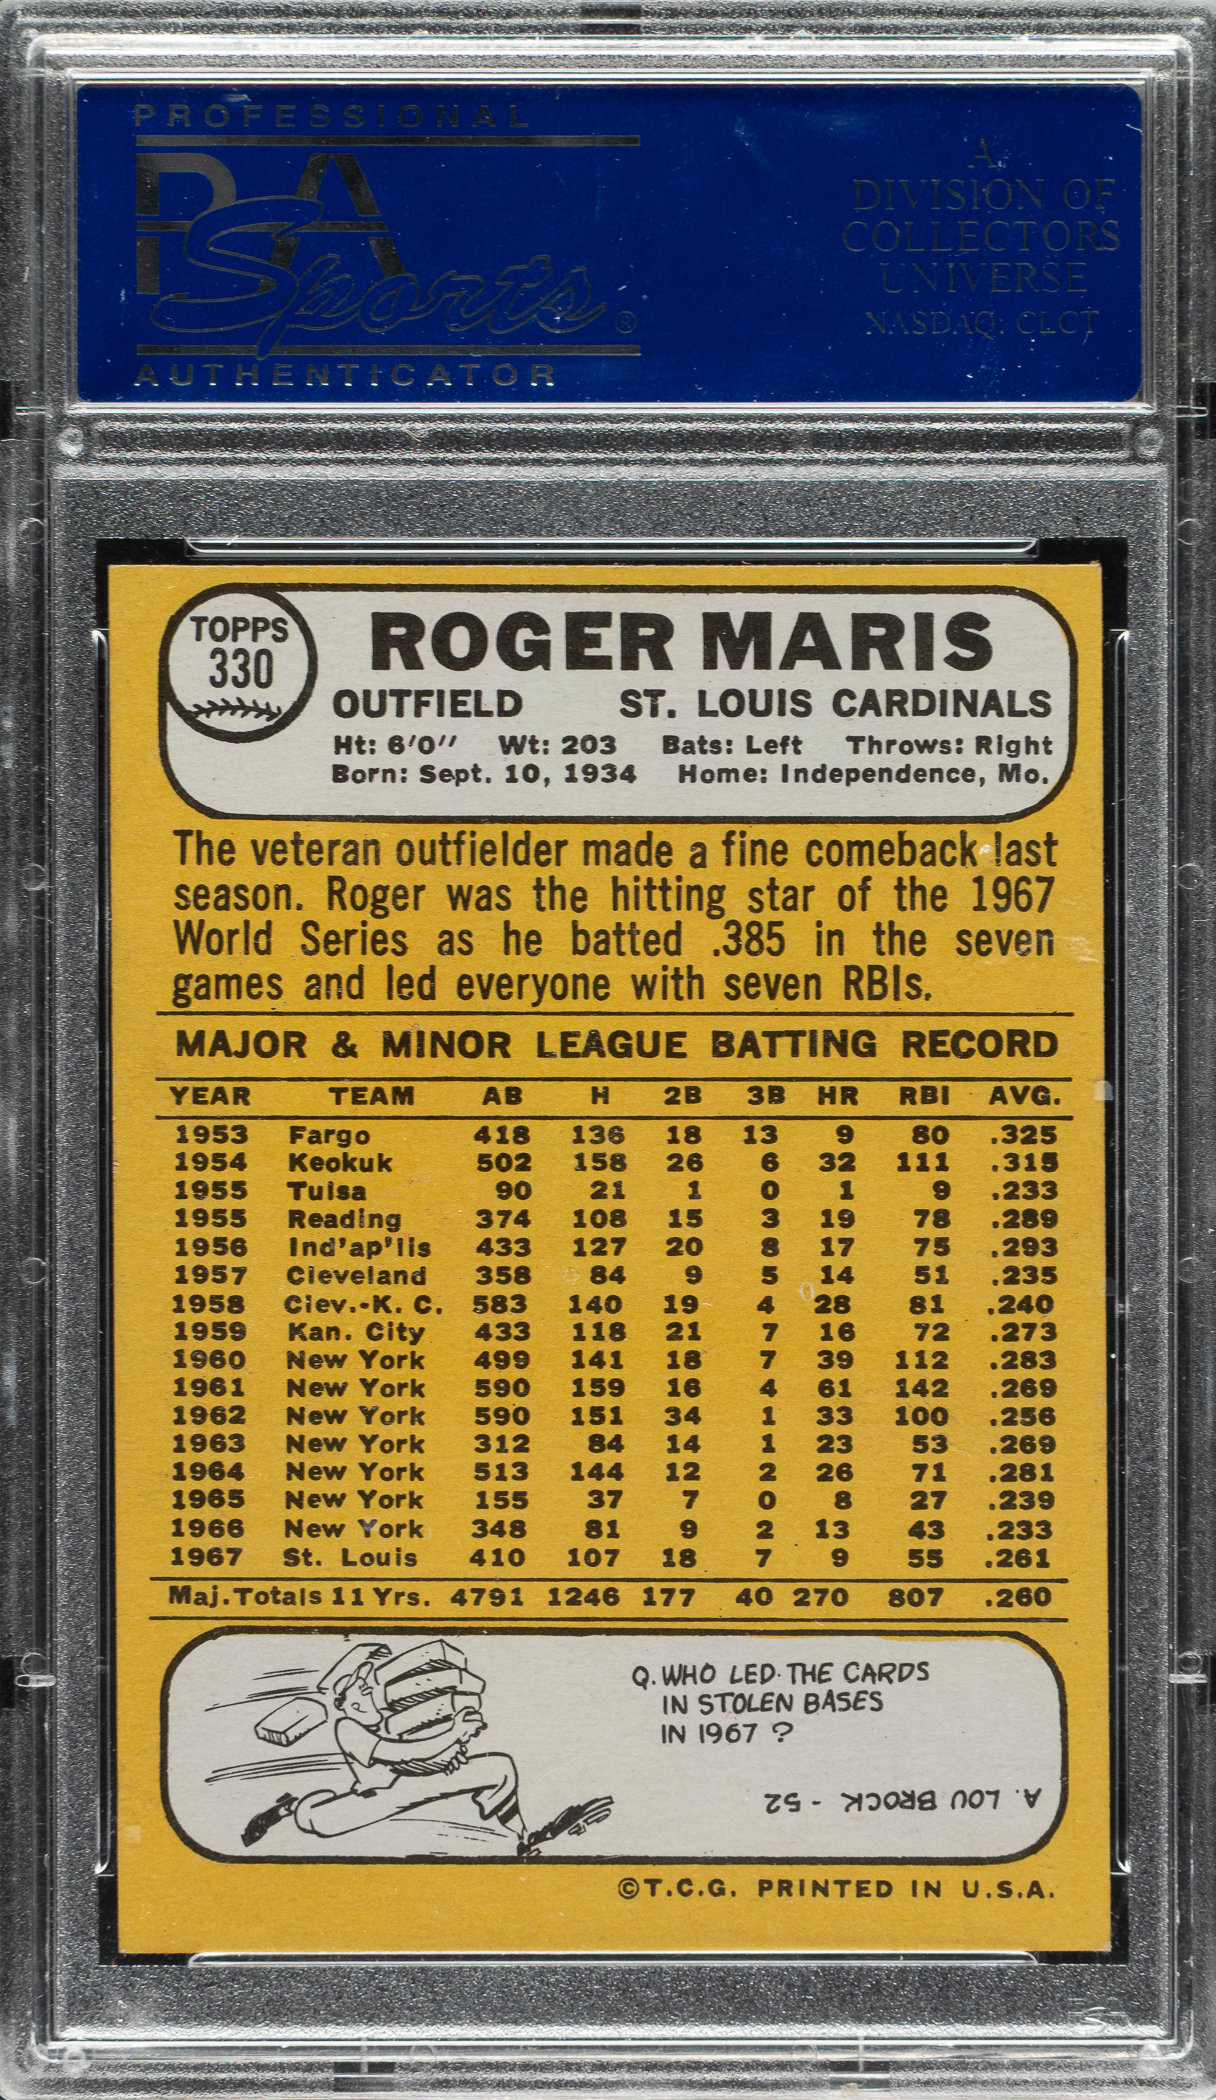 PROFESSIONAL
PSA
Sports ®
AUTHENTICATOR
A
DIVISION OF
COLLECTORS
UNIVERSE
NASDAQ: CLCT
TOPPS
330
ROGER MARIS
OUTFIELD ST. LOUIS CARDINALS
Ht: 6'0'' Wt: 203 Bats: Left Throws: Right
Born: Sept. 10, 1934 Home: Independence, Mo.
The veteran outfielder made a fine comeback last
season. Roger was the hitting star of the 1967
World Series as he batted .385 in the seven
games and led everyone with seven RBIs.
MAJOR & MINOR LEAGUE BATTING RECORD
YEAR TEAM AB H 2B 3B HR RBI AVG.
1953 Fargo 418 136 18 13 9 80 .325
1954 Keokuk 502 158 26 6 32 111 .315
1955 Tulsa 90 21 1 0 1 9 .233
1955 Reading 374 108 15 3 19 78 .289
1956 Ind'ap'lis 433 127 20 8 17 75 .293
1957 Cleveland 358 84 9 5 14 51 .235
1958 Clev.-K. C. 583 140 19 4 28 81 .240
1959 Kan. City 433 118 21 7 16 72 .273
1960 New York 499 141 18 7 39 112 .283
1961 New York 590 159 16 4 61 142 .269
1962 New York 590 151 34 1 33 100 .256
1963 New York 312 84 14 1 23 53 .269
1964 New York 513 144 12 2 26 71 .281
1965 New York 155 37 7 0 8 27 .239
1966 New York 348 81 9 2 13 43 .233
1967 St. Louis 410 107 18 7 9 55 .261
Maj. Totals 11 Yrs. 4791 1246 177 40 270 807 .260
Q. WHO LED THE CARDS
IN STOLEN BASES
IN 1967 ?
A. LOU BROCK - 52
©T.C.G. PRINTED IN U.S.A.